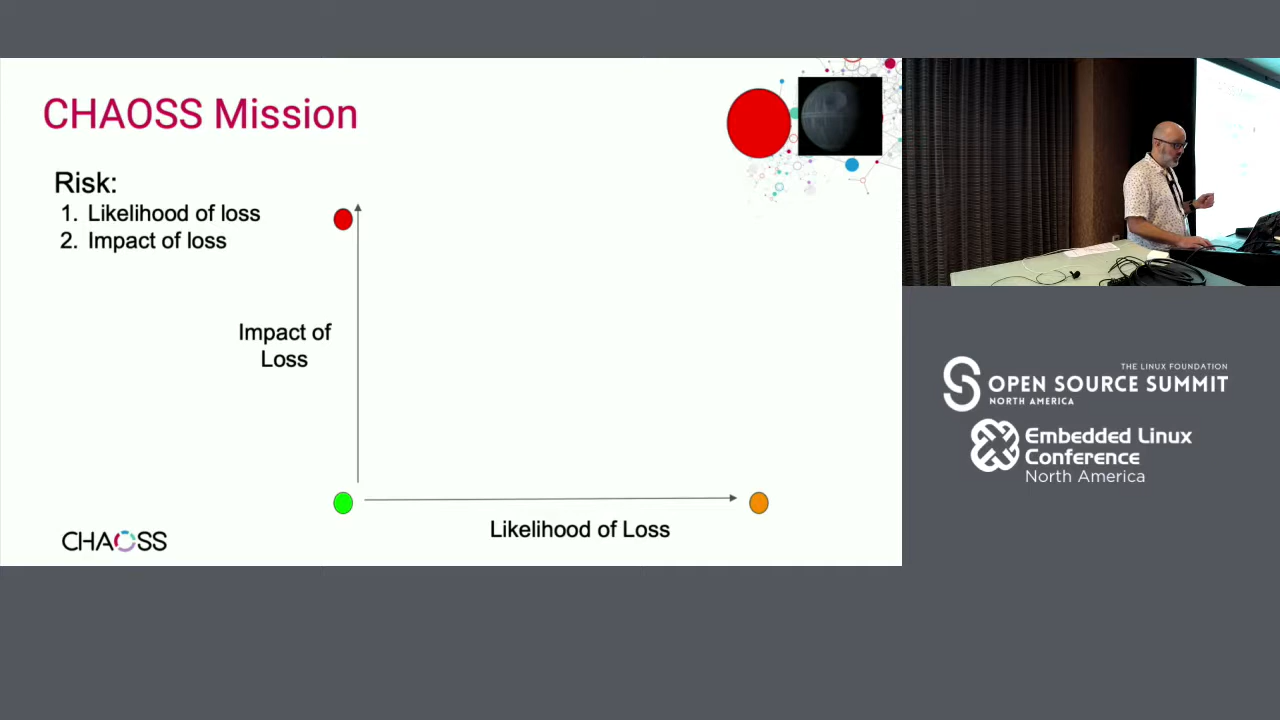 CHAOSS Mission
Risk:
1. Likelihood of loss
2. Impact of loss
Impact of
Loss
Likelihood of Loss
CHAOSS
THE LINUX FOUNDATION
OPEN SOURCE SUMMIT
NORTH AMERICA
Embedded Linux
Conference
North America